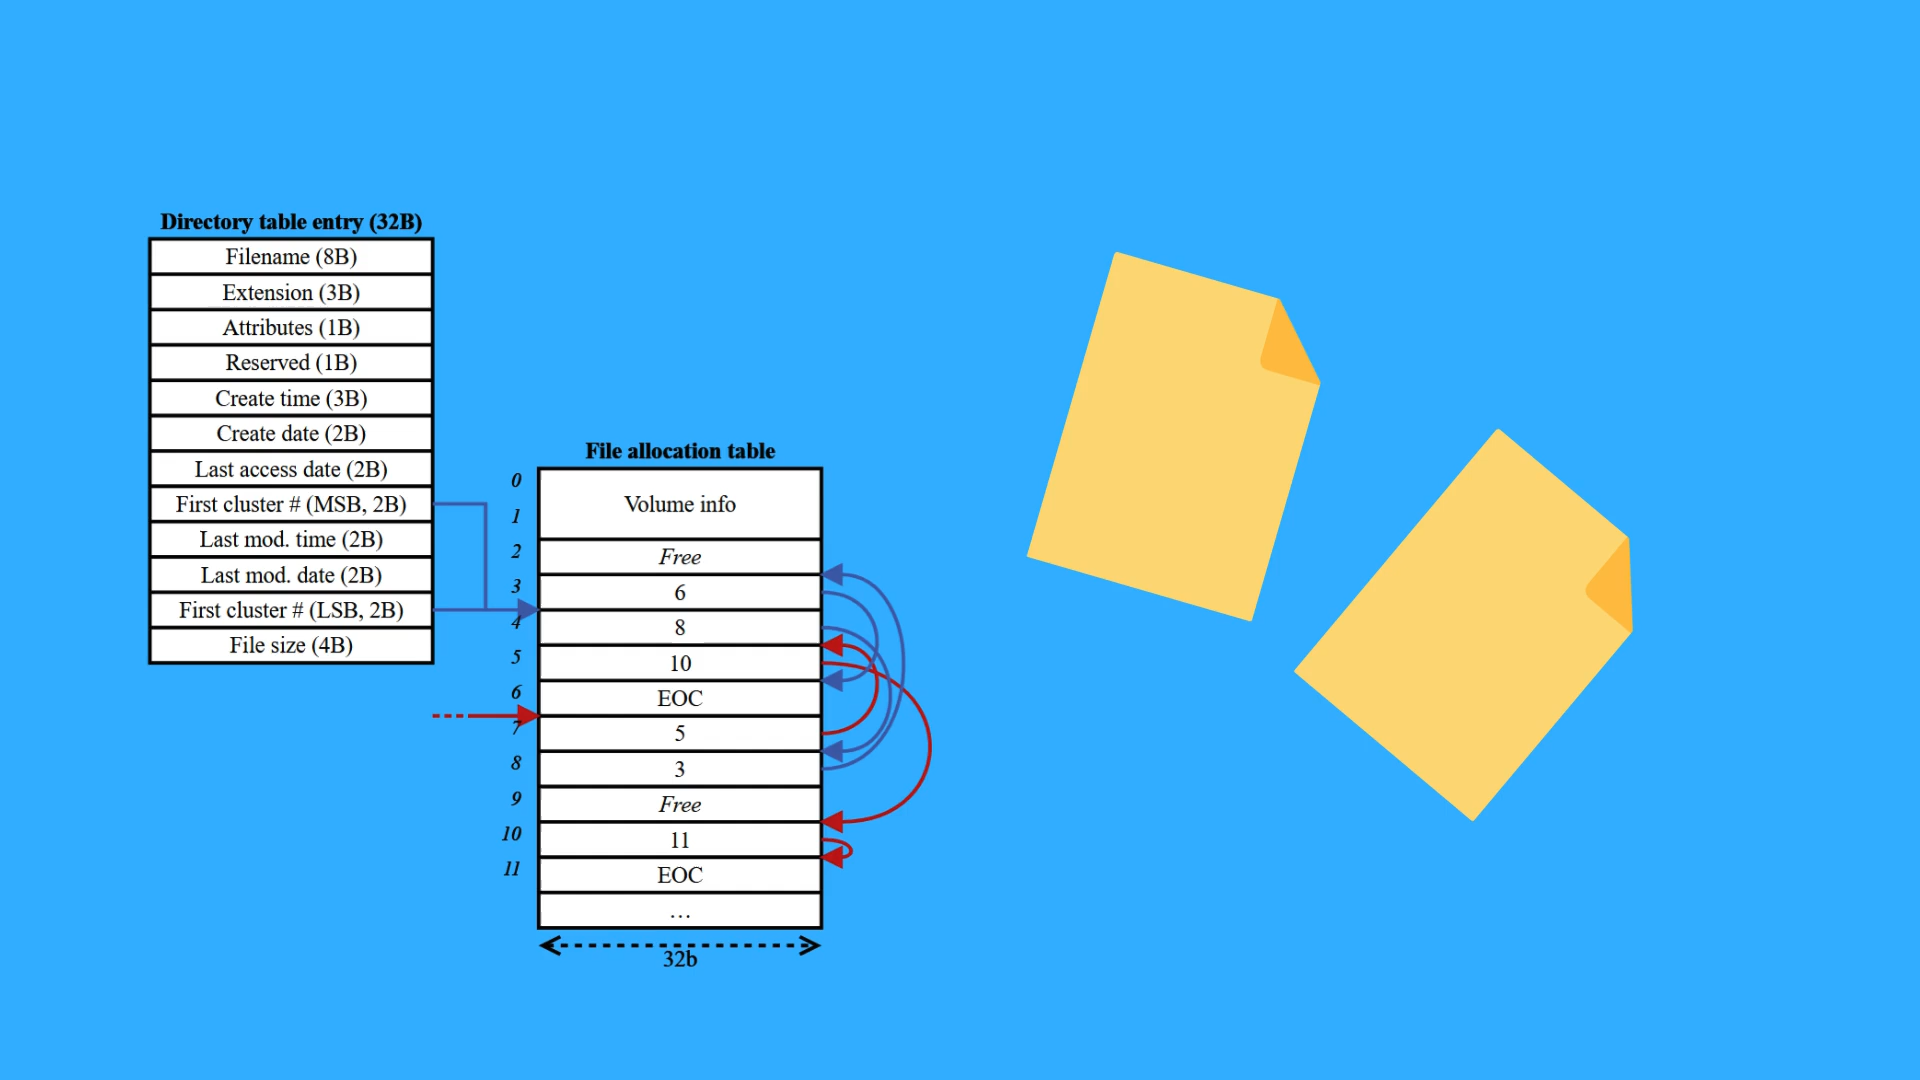 Directory table entry (32B)
Filename (8B)
Extension (3B)
Attributes (1B)
Reserved (1B)
Create time (3B)
Create date (2B)
Last access date (2B)
First cluster # (MSB, 2B)
Last mod. time (2B)
Last mod. date (2B)
First cluster # (LSB, 2B)
File size (4B)
File allocation table
0
Volume info
1
2 Free
3 6
4 8
5 10
6 EOC
7 5
8 3
9 Free
10 11
11 EOC
...
32b